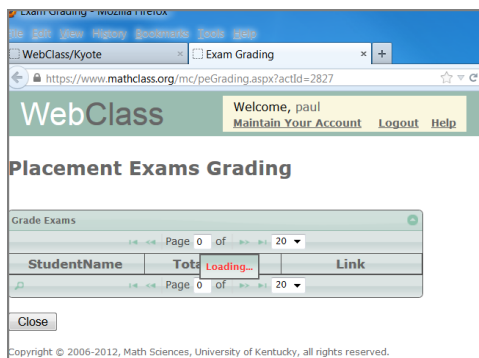 Exam Grading - Mozilla Firefox
File Edit View History Bookmarks Tools Help
WebClass/Kyote × Exam Grading × +
https://www.mathclass.org/mc/peGrading.aspx?actId=2827
WebClass
Welcome, paul
Maintain Your Account Logout Help
Placement Exams Grading
Grade Exams
Page 0 of 20
StudentName Tota Loading... Link
Page 0 of 20
Close
Copyright © 2006-2012, Math Sciences, University of Kentucky, all rights reserved.